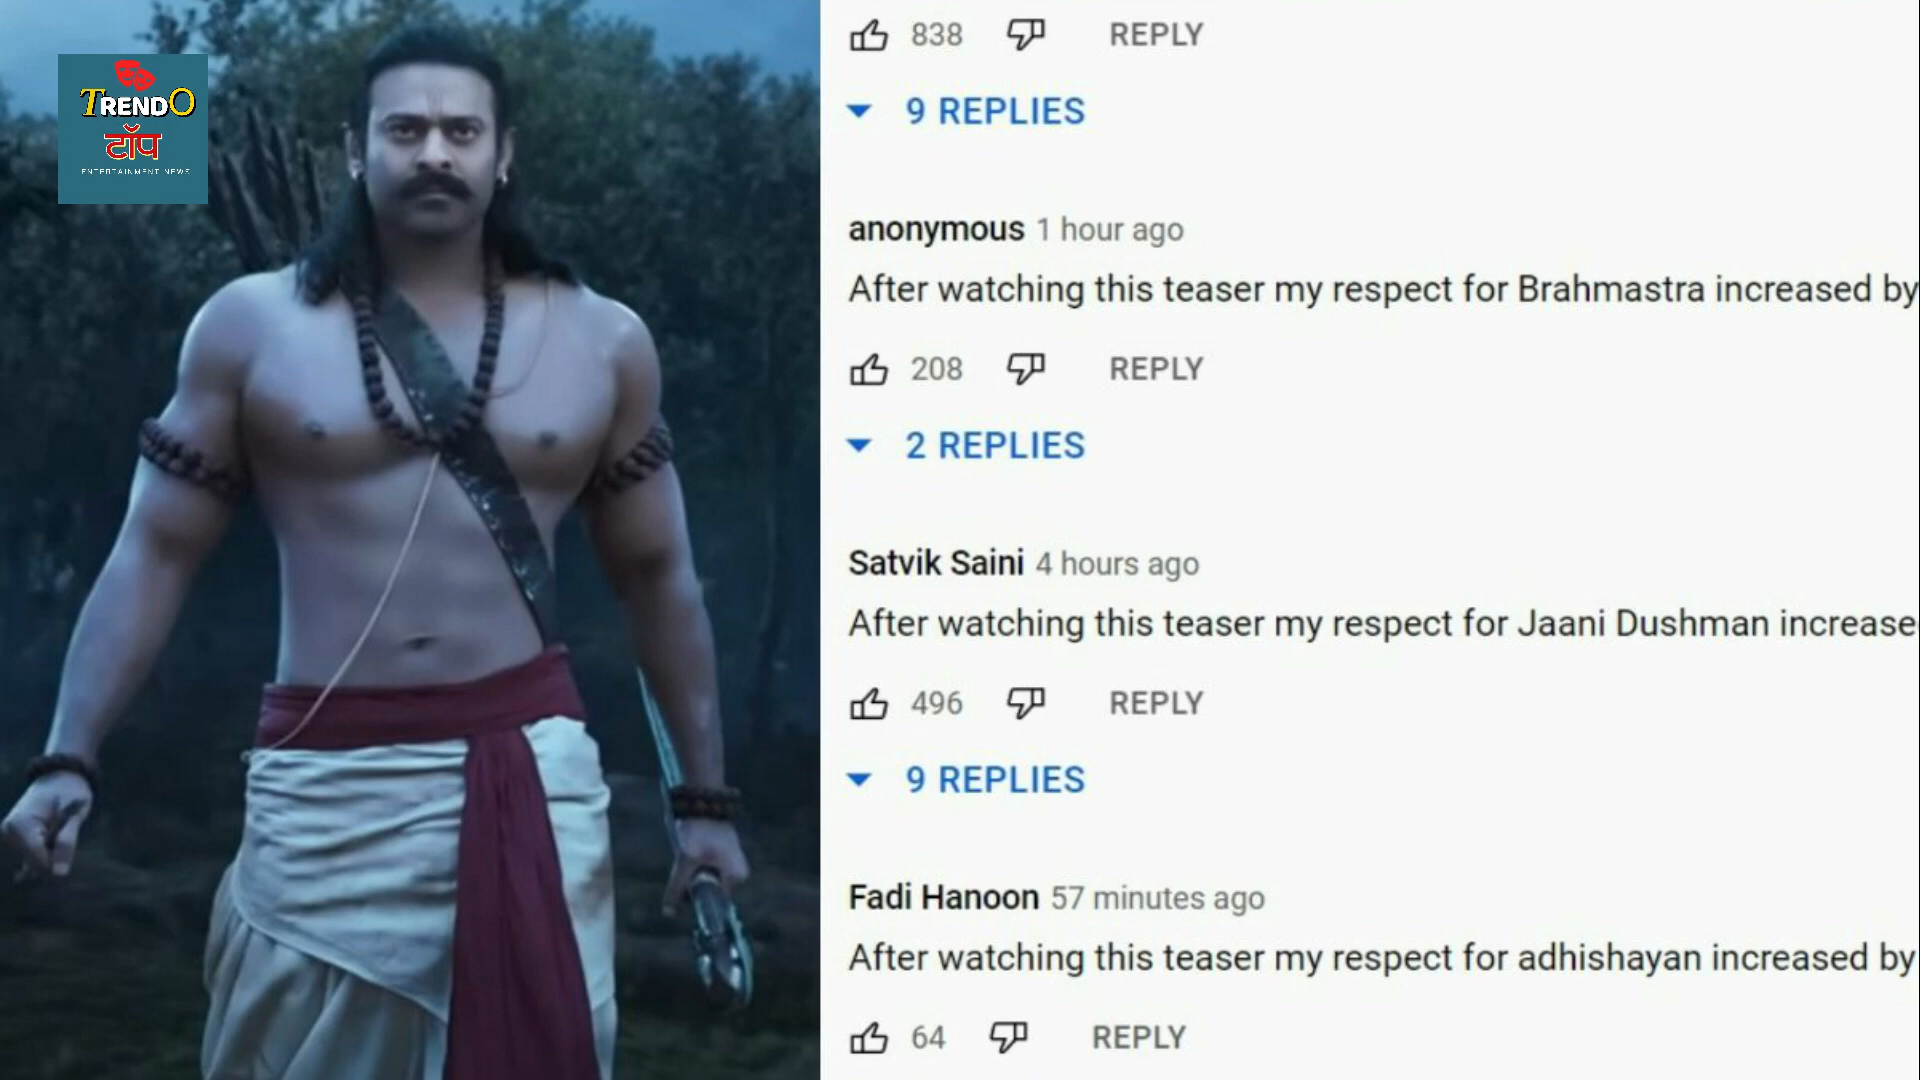 TRENDO
टॉप
ENTERTAINMENT NEWS
838 REPLY
9 REPLIES
anonymous 1 hour ago
After watching this teaser my respect for Brahmastra increased by
208 REPLY
2 REPLIES
Satvik Saini 4 hours ago
After watching this teaser my respect for Jaani Dushman increase
496 REPLY
9 REPLIES
Fadi Hanoon 57 minutes ago
After watching this teaser my respect for adhishayan increased by
64 REPLY